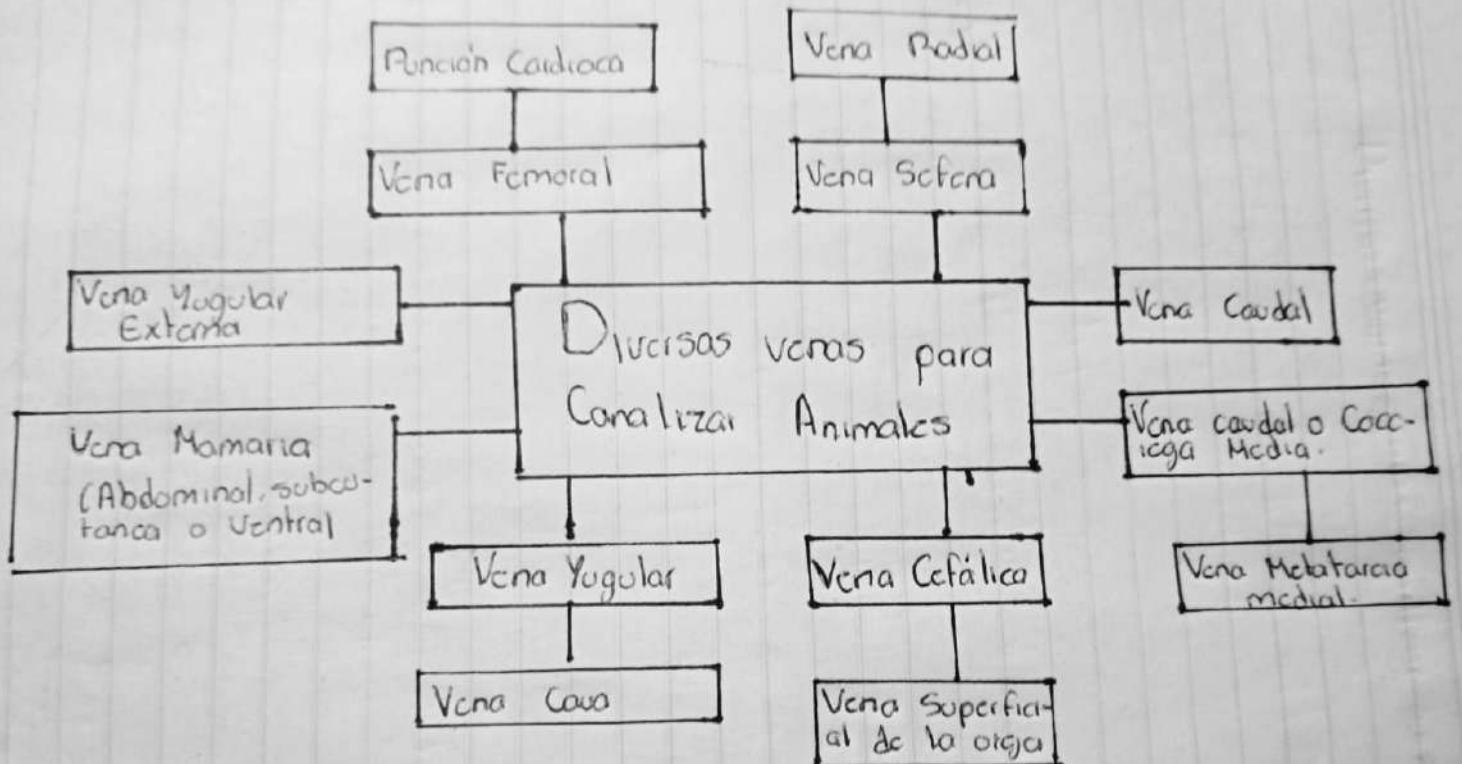 Punción Cardioca
Vena Radial
Vena Femoral
Vena Sefena
Vena Yugular
Externa
Diversas venas para
Canalizar Animales
Vena Caudal
Vena Mamaria
(Abdominal, subcu-
tanea o Ventral
Vena caudal o Cocc-
iega Media.
Vena Yugular
Vena Cefálica
Vena Metatarcia
medial.
Vena Cava
Vena Superfici-
al de la oreja